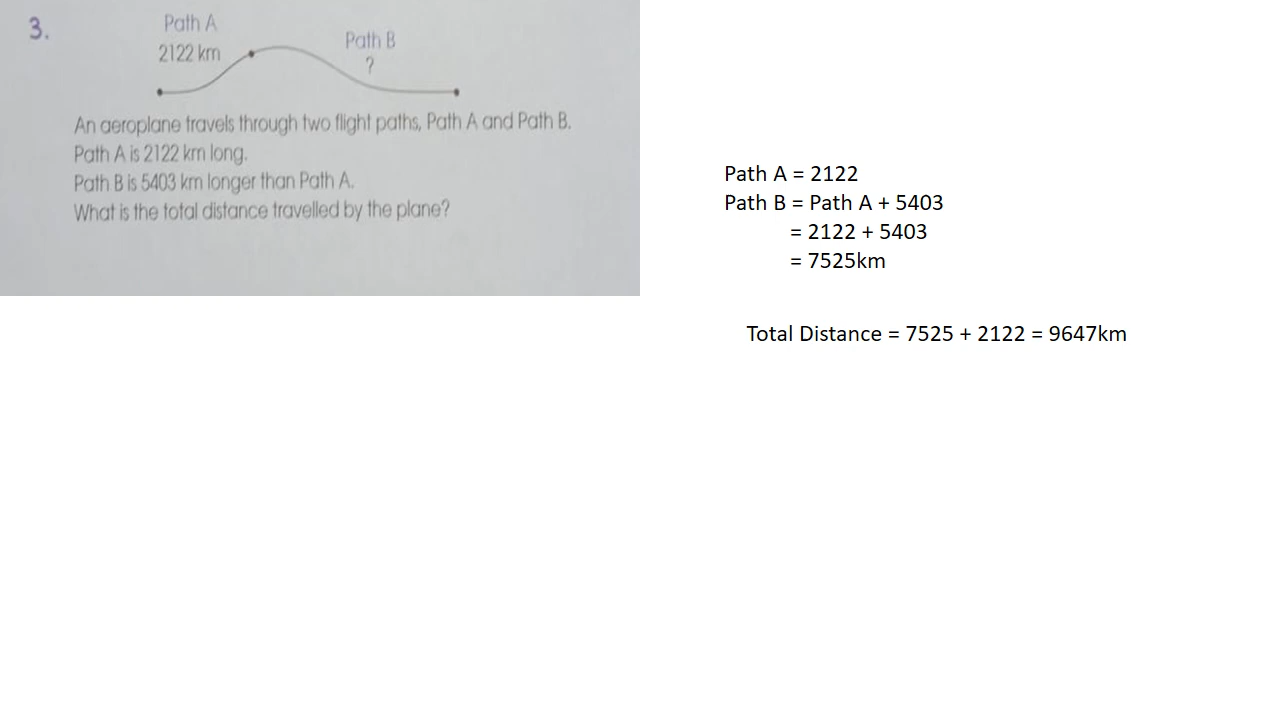 3.
Path A
2122 km
Path B
?
An aeroplane travels through two flight paths, Path A and Path B.
Path A is 2122 km long.
Path B is 5403 km longer than Path A.
What is the total distance travelled by the plane?
Path A = 2122
Path B = Path A + 5403
= 2122 + 5403
= 7525km
Total Distance = 7525 + 2122 = 9647km